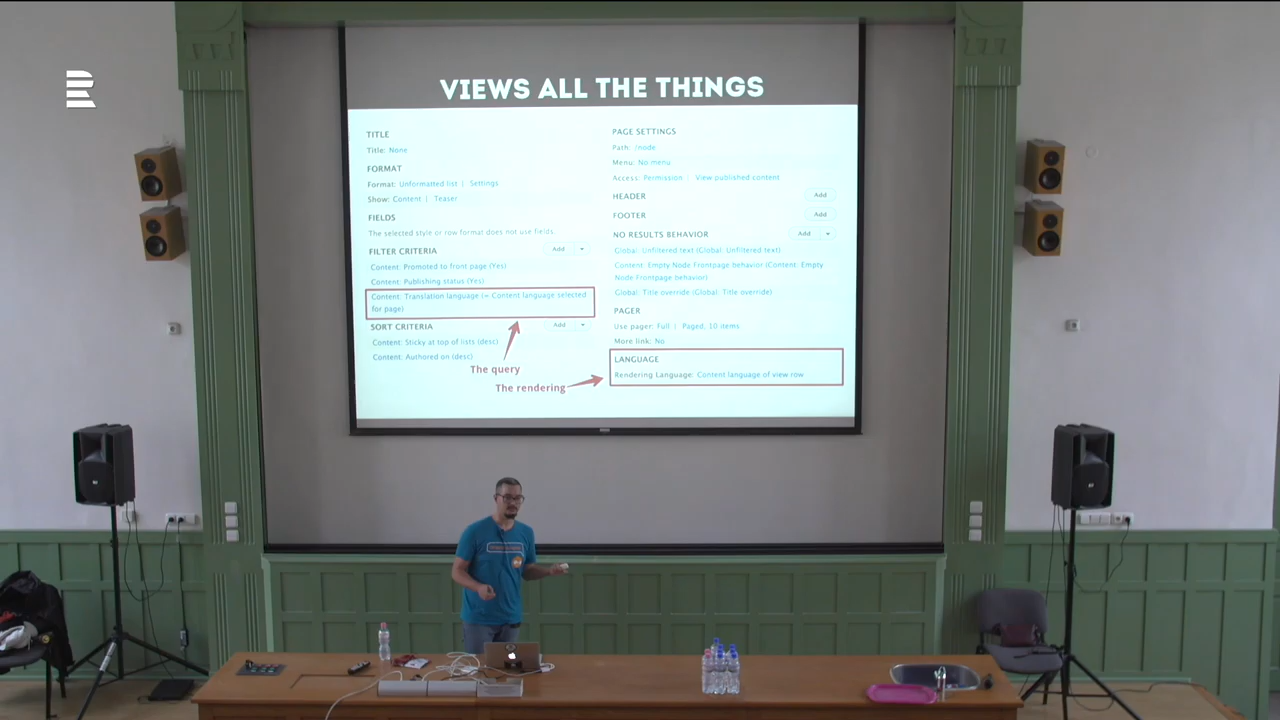 VIEWS ALL THE THINGS
TITLE
Title: None
FORMAT
Format: Unformatted list | Settings
Show: Content | Teaser
FIELDS
The selected style or row format does not use fields
FILTER CRITERIA
Add
Content: Promoted to front page (Yes)
Content: Publishing status (Yes)
Content: Translation language (= Content language selected
for page)
SORT CRITERIA
Add
Content: Sticky at top of lists (desc)
Content: Authored on (desc)
The query
The rendering
PAGE SETTINGS
Path: /node
Menu: No menu
Access: Permission | View published content
HEADER
Add
FOOTER
Add
NO RESULTS BEHAVIOR
Add
Global: Unfiltered text (Global: Unfiltered text)
Content: Empty Node Frontpage behavior (Content: Empty
Node Frontpage behavior)
Global: Title override (Global: Title override)
PAGER
Use pager: Full | Paged, 10 items
More link: No
LANGUAGE
Rendering Language: Content language of view row